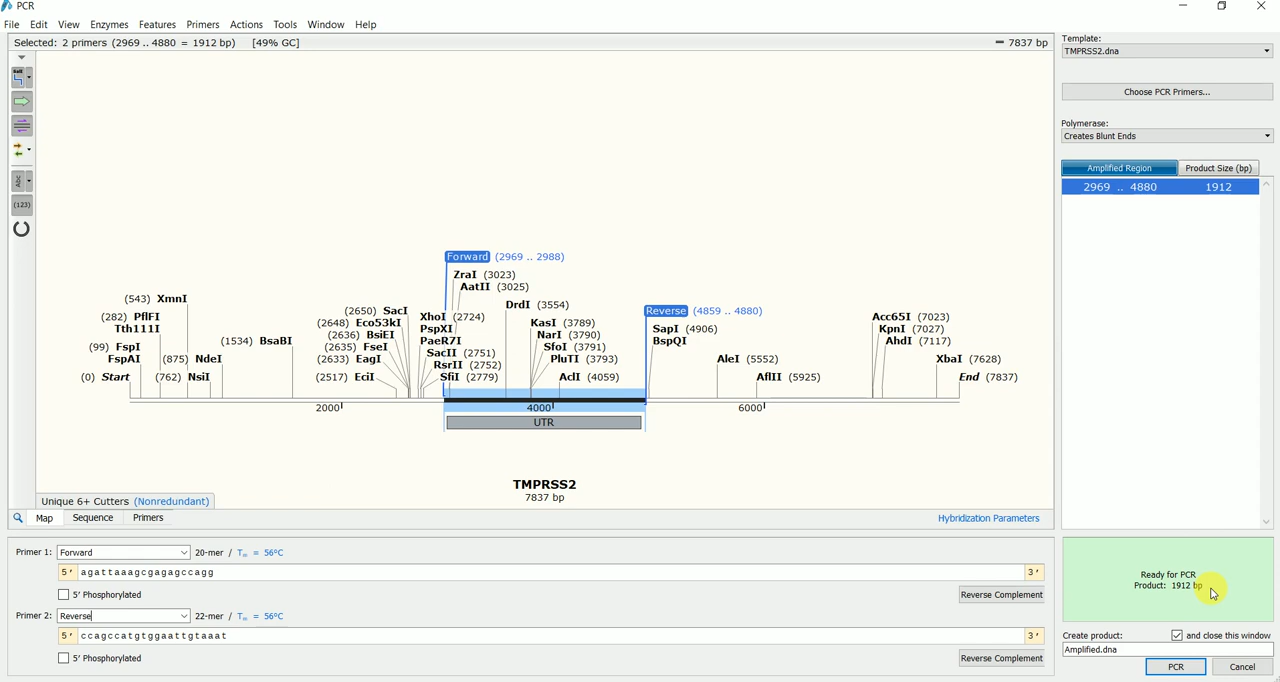 PCR
File Edit View Enzymes Features Primers Actions Tools Window Help
Selected: 2 primers (2969 .. 4880 = 1912 bp) [49% GC]
7837 bp
Template:
TMPRSS2.dna
Choose PCR Primers...
Polymerase:
Creates Blunt Ends
Amplified Region Product Size (bp)
2969 .. 4880 1912
(123)
Forward (2969 .. 2988)
ZraI (3023)
AatII (3025)
(543) XmnI
DrdI (3554)
(2650) SacI
Reverse (4859 .. 4880)
(282) PflFI
XhoI (2724)
Acc65I (7023)
(2648) Eco53kI
KasI (3789)
Tth111I
PspXI
SapI (4906)
KpnI (7027)
(2636) BsiEI
NarI (3790)
(1534) BsaBI
PaeR7I
BspQI
AhdI (7117)
(99) FspI
(2635) FseI
SfoI (3791)
SacII (2751)
FspAI (875) NdeI
(2633) EagI
PluTI (3793)
AleI (5552)
XbaI (7628)
RsrII (2752)
(0) Start (762) NsiI
(2517) EciI
SfiI (2779)
AclI (4059)
AflII (5925)
End (7837)
2000 4000 6000
UTR
TMPRSS2
7837 bp
Unique 6+ Cutters (Nonredundant)
Map Sequence Primers
Hybridization Parameters
Primer 1: Forward 20-mer / Tm = 56°C
5' agattaaagcgagagccagg 3'
5' Phosphorylated
Reverse Complement
Primer 2: Reverse 22-mer / Tm = 56°C
5' ccagccatgtggaattgtaaat 3'
5' Phosphorylated
Reverse Complement
Ready for PCR
Product: 1912 bp
Create product: and close this window
Amplified.dna
PCR Cancel